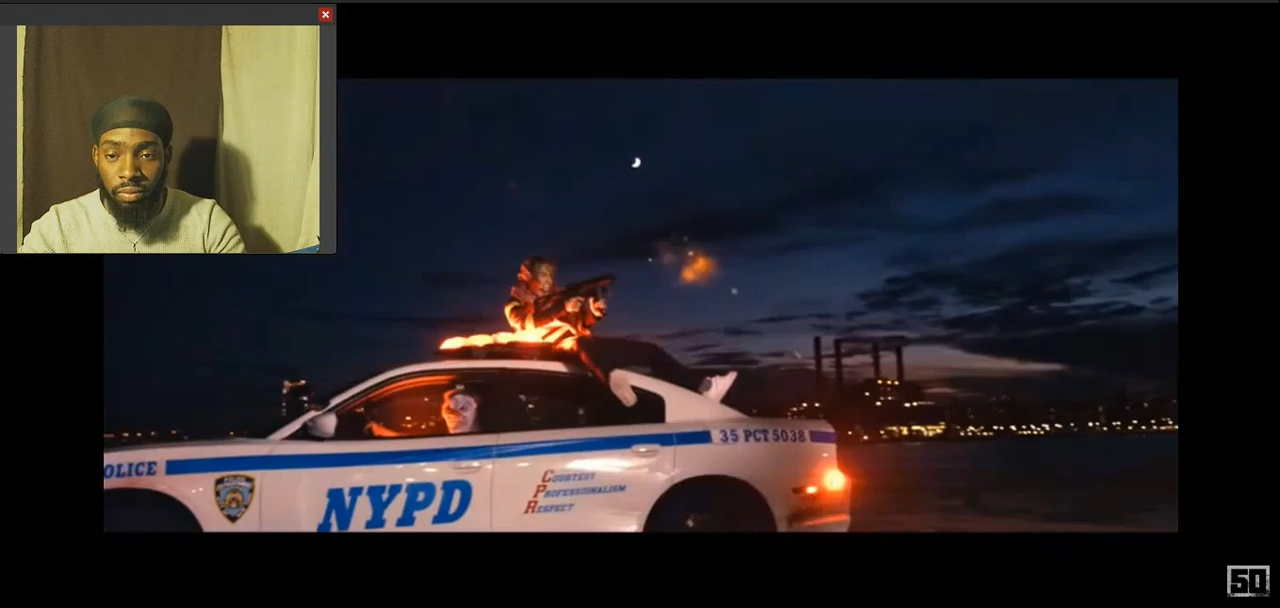 35 PCT 5038
OLICE
NYPD
COURTESY
PROFESSIONALISM
RESPECT
50